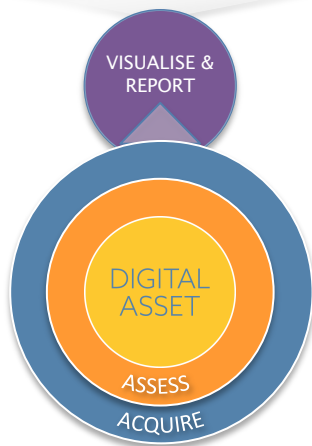 VISUALISE &
REPORT
DIGITAL
ASSET
ASSESS
ACQUIRE